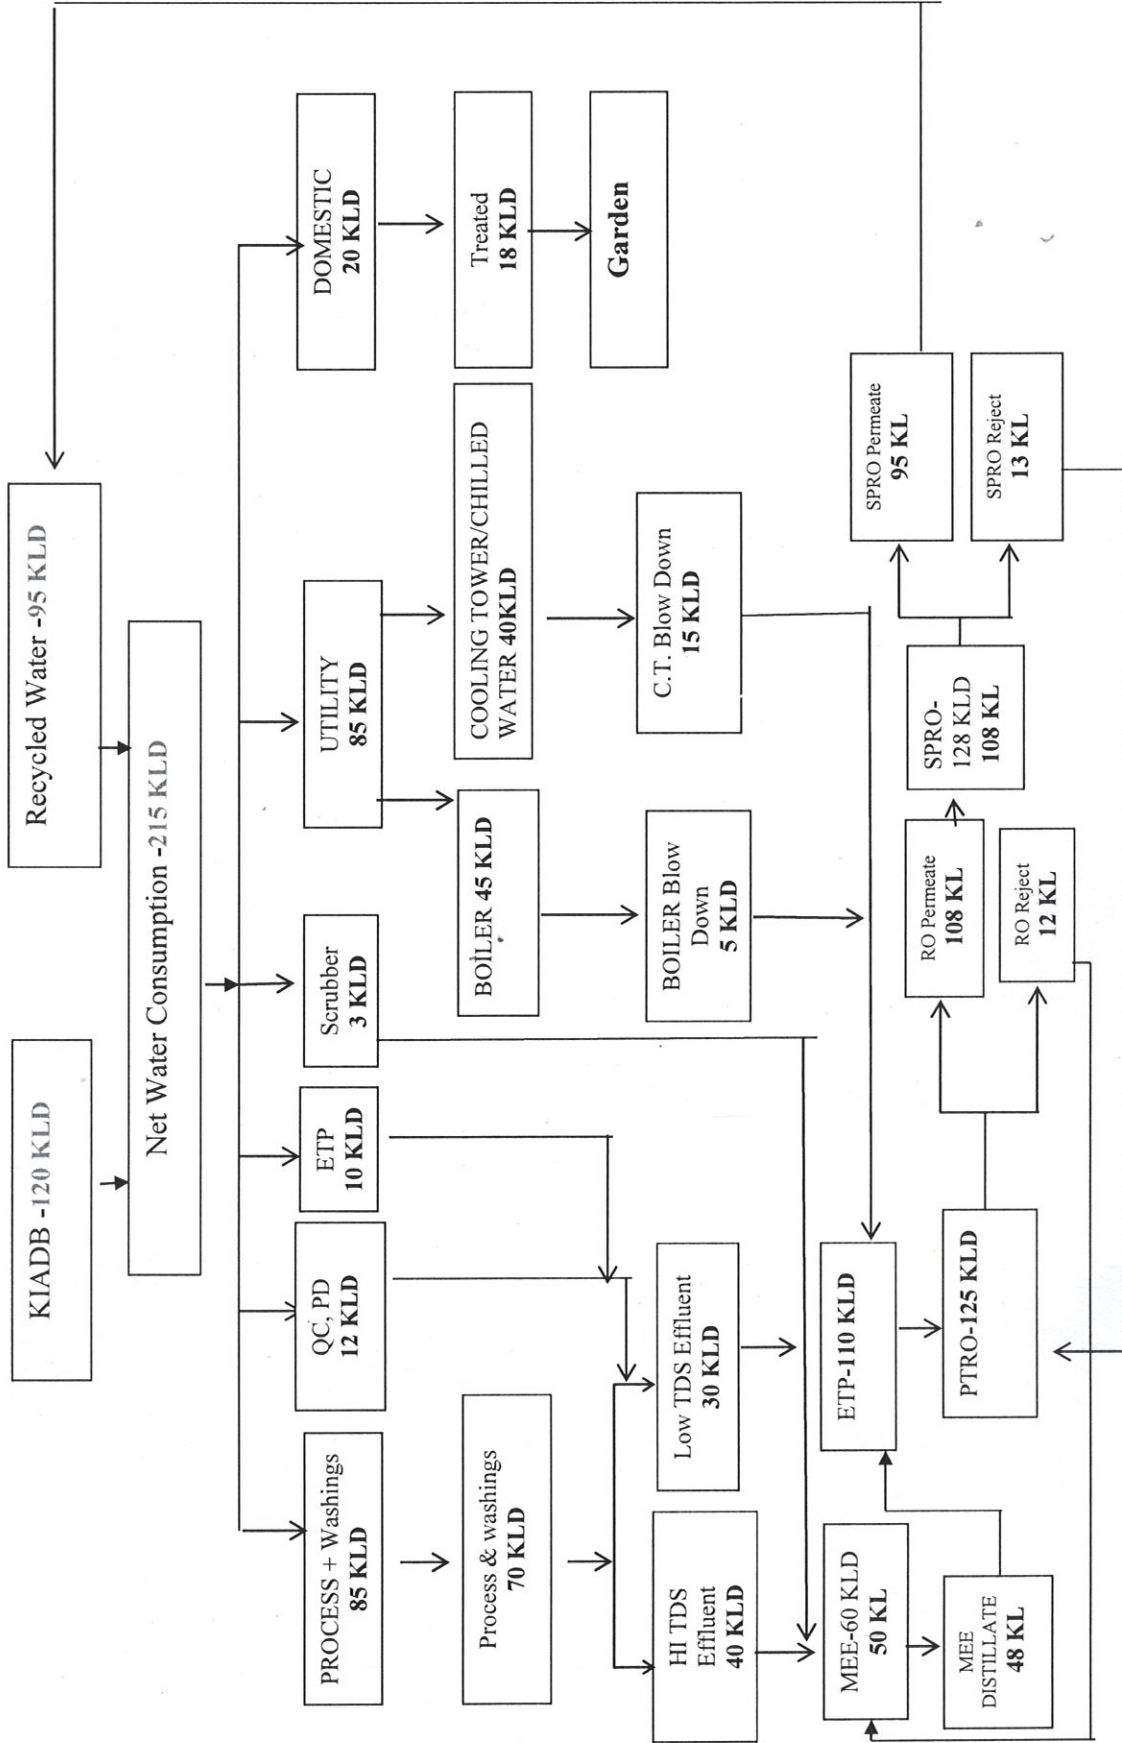 KIADB -120 KLD
Recycled Water -95 KLD
Net Water Consumption -215 KLD
PROCESS + Washings
85 KLD
QC, PD
12 KLD
ETP
10 KLD
Scrubber
3 KLD
UTILITY
85 KLD
DOMESTIC
20 KLD
Process & washings
70 KLD
BOILER 45 KLD
COOLING TOWER/CHILLED
WATER 40KLD
Treated
18 KLD
HI TDS
Effluent
40 KLD
Low TDS Effluent
30 KLD
BOILER Blow
Down
5 KLD
C.T. Blow Down
15 KLD
Garden
MEE-60 KLD
50 KL
ETP-110 KLD
MEE
DISTILLATE
48 KL
PTRO-125 KLD
RO Permeate
108 KL
RO Reject
12 KL
SPRO-
128 KLD
108 KL
SPRO Permeate
95 KL
SPRO Reject
13 KL